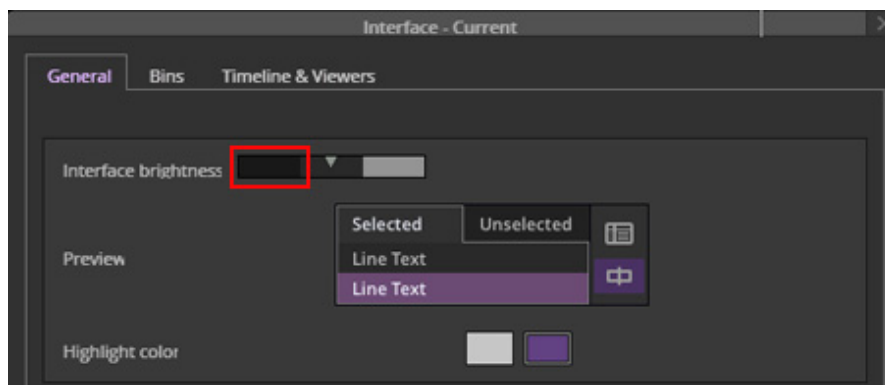 Interface - Current
General Bins Timeline & Viewers
Interface brightness
Selected Unselected
Preview
Line Text
Line Text
Highlight color